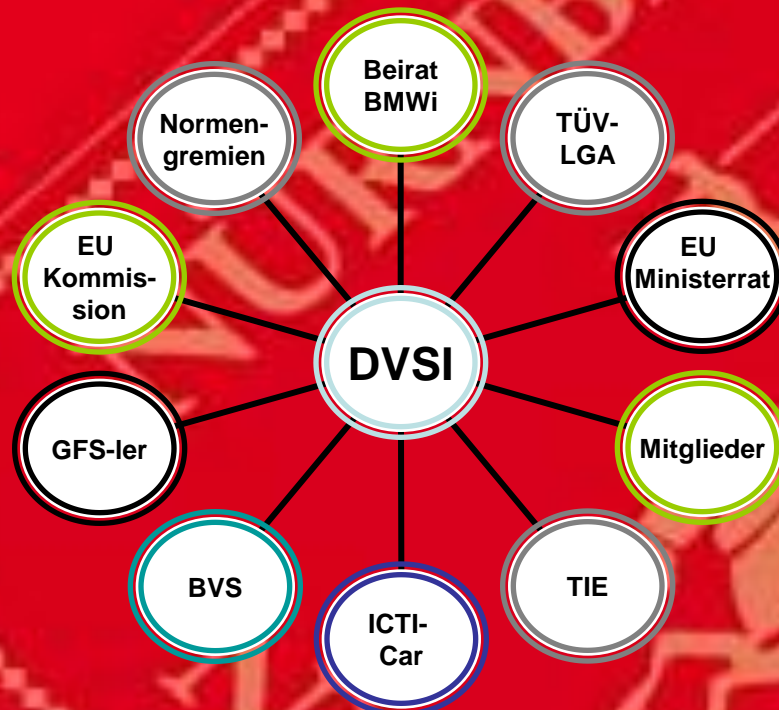 Beirat
BMWi
Normen-
gremien
TÜV-
LGA
EU
Kommis-
sion
EU
Ministerrat
DVSI
GFS-ler
Mitglieder
BVS
TIE
ICTI-
Car